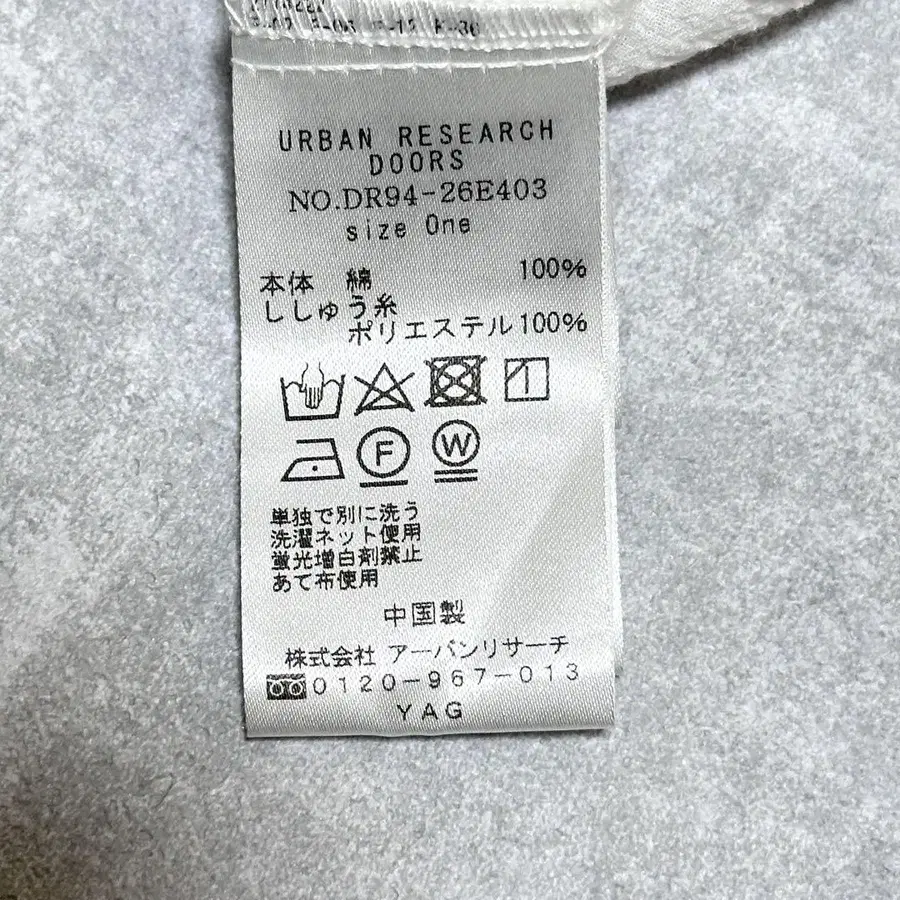 URBAN RESEARCH
DOORS
NO.DR94-26E403
size One
本体 綿 100%
ししゅう糸
ポリエステル100%
F W
単独で別に洗う
洗濯ネット使用
蛍光増白剤禁止
あて布使用
中国製
株式会社 アーバンリサーチ
0120-967-013
YAG